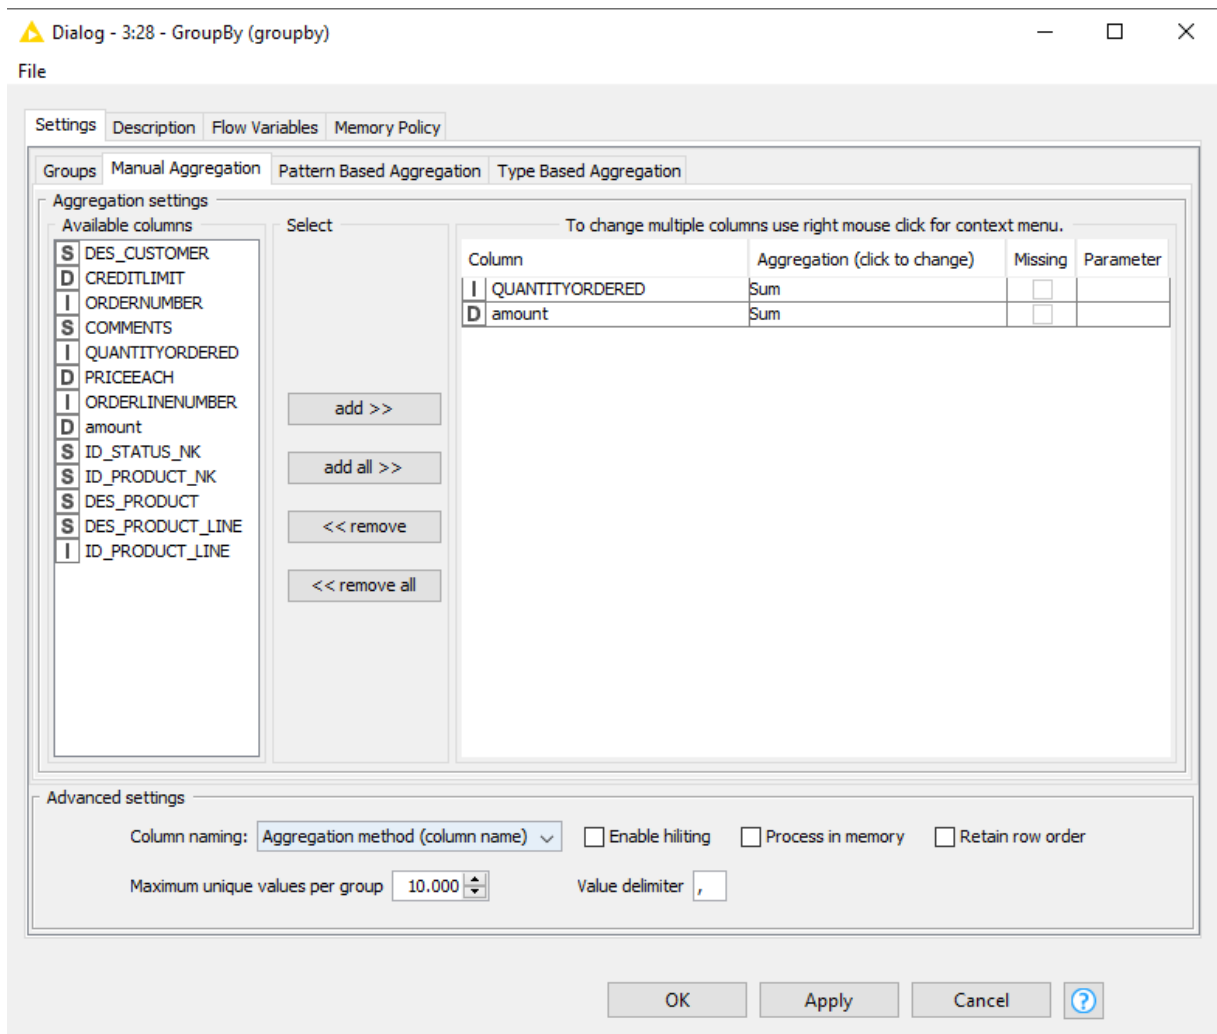 Dialog - 3:28 - GroupBy (groupby)
File
Settings Description Flow Variables Memory Policy
Groups Manual Aggregation Pattern Based Aggregation Type Based Aggregation
Aggregation settings
Available columns
S DES_CUSTOMER
D CREDITLIMIT
I ORDERNUMBER
S COMMENTS
I QUANTITYORDERED
D PRICEEACH
I ORDERLINENUMBER
D amount
S ID_STATUS_NK
S ID_PRODUCT_NK
S DES_PRODUCT
S DES_PRODUCT_LINE
I ID_PRODUCT_LINE
Select
add >>
add all >>
<< remove
<< remove all
To change multiple columns use right mouse click for context menu.
Column Aggregation (click to change) Missing Parameter
I QUANTITYORDERED Sum
D amount Sum
Advanced settings
Column naming: Aggregation method (column name) Enable hiliting Process in memory Retain row order
Maximum unique values per group 10.000 Value delimiter ,
OK Apply Cancel ?